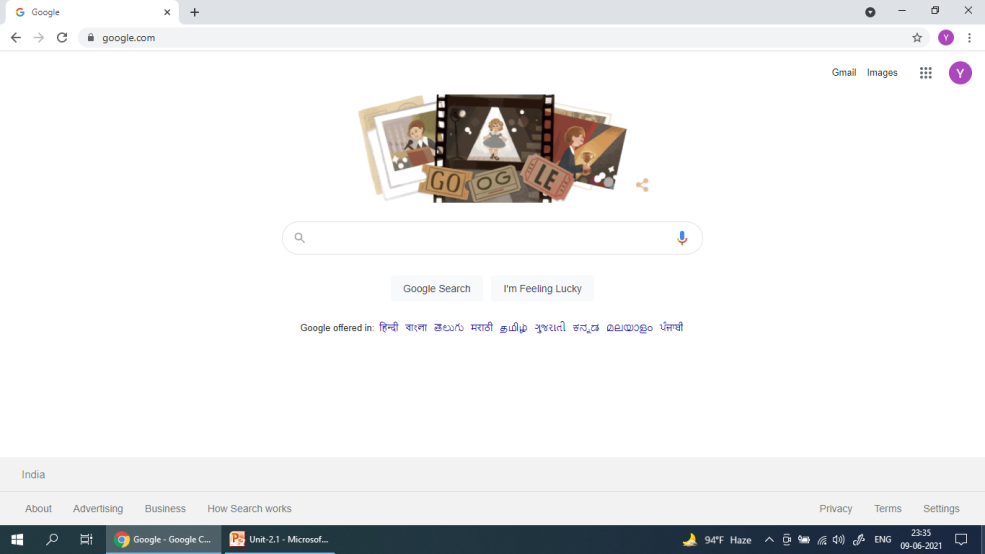 Google
google.com
Gmail Images
Y
Y
GO OG LE
Google Search I'm Feeling Lucky
Google offered in: हिन्दी বাংলা తెలుగు मराठी தமிழ் ગુજરાતી ಕನ್ನಡ മലയാളം ਪੰਜਾਬੀ
India
About Advertising Business How Search works Privacy Terms Settings
Google - Google C... Unit-2.1 - Microsof... 94°F Haze ENG 23:35
09-06-2021